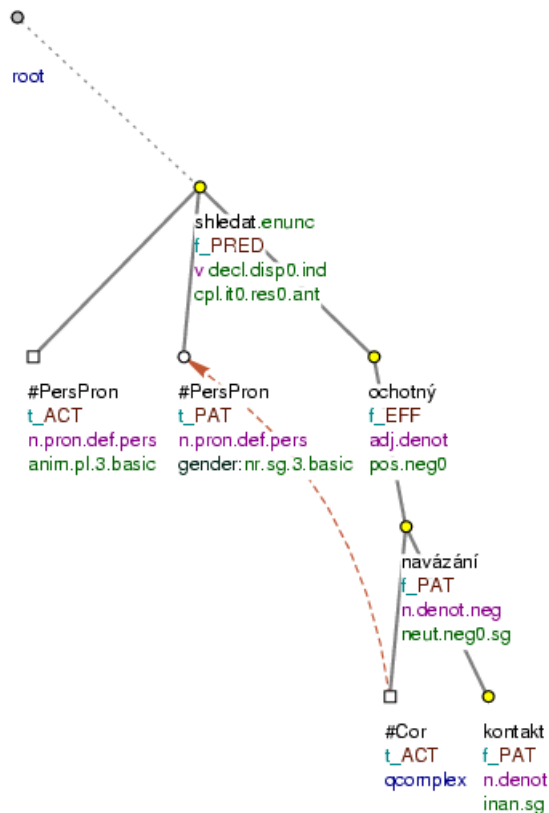 root
shledat.enunc
f_PRED
v decl.disp0.ind
cpl.it0.res0.ant
#PersPron
t_ACT
n.pron.def.pers
anim.pl.3.basic
#PersPron
t_PAT
n.pron.def.pers
gender:nr.sg.3.basic
ochotný
f_EFF
adj.denot
pos.neg0
navázání
f_PAT
n.denot.neg
neut.neg0.sg
#Cor
t_ACT
qcomplex
kontakt
f_PAT
n.denot
inan.sg